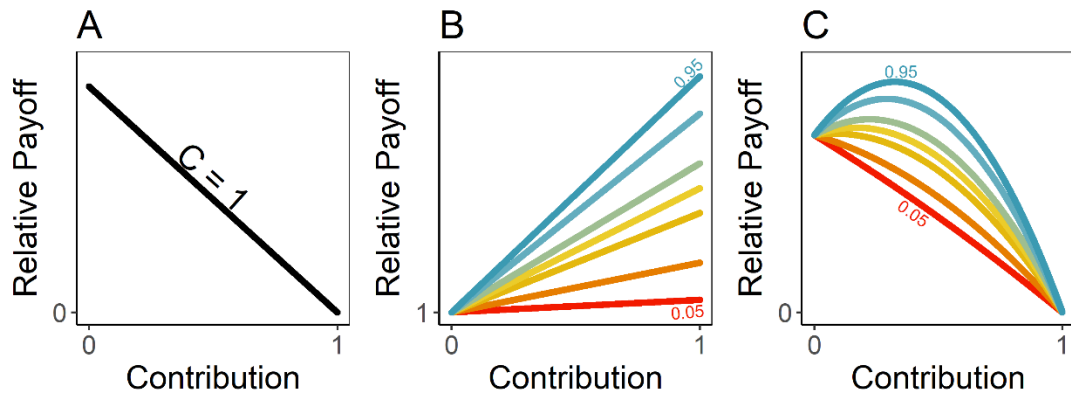 A
Relative Payoff
C = 1
0
0
1
Contribution
B
Relative Payoff
0.95
0.05
1
0
1
Contribution
C
Relative Payoff
0.95
0.05
0
0
1
Contribution